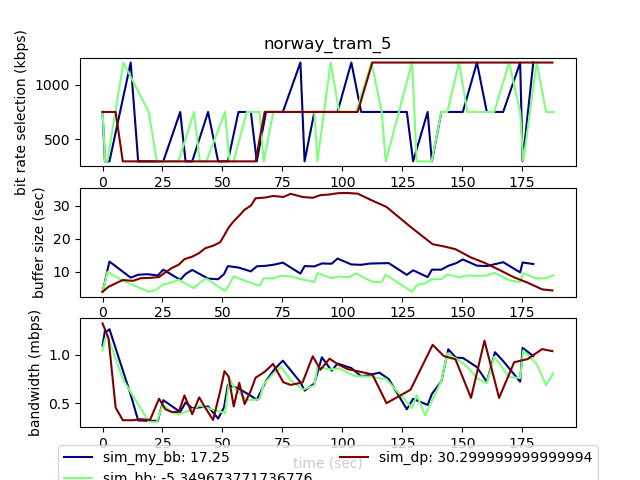 norway_tram_5
bit rate selection (kbps)
1000
500
0 25 50 75 100 125 150 175
buffer size (sec)
30
20
10
0 25 50 75 100 125 150 175
bandwidth (mbps)
1.0
0.5
0 25 50 75 100 125 150 175
time (sec)
sim_my_bb: 17.25
sim_dp: 30.299999999999994
sim_bb: -5.349673771736776